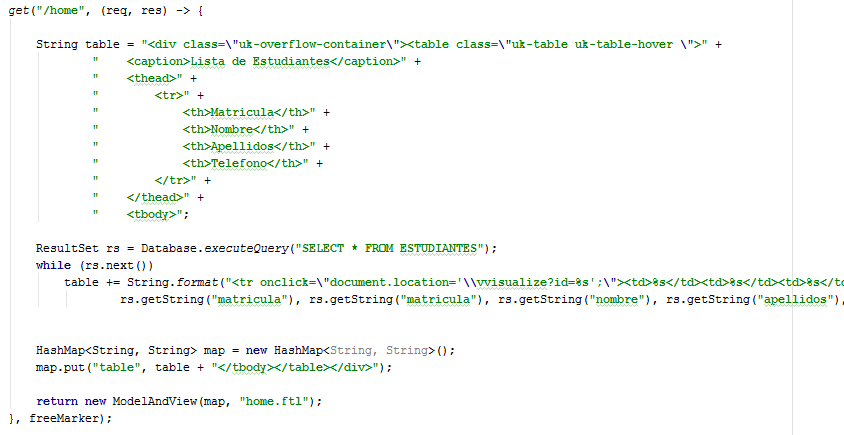 get("/home", (req, res) -> {
String table = "<div class=\"uk-overflow-container\"><table class=\"uk-table uk-table-hover \">" +
"    <caption>Lista de Estudiantes</caption>" +
"    <thead>" +
"        <tr>" +
"            <th>Matricula</th>" +
"            <th>Nombre</th>" +
"            <th>Apellidos</th>" +
"            <th>Telefono</th>" +
"        </tr>" +
"    </thead>" +
"    <tbody>";
ResultSet rs = Database.executeQuery("SELECT * FROM ESTUDIANTES");
while (rs.next())
table += String.format("<tr onclick=\"document.location='\\vvisualize?id=%s';\"><td>%s</td><td>%s</td><td>%s</td
rs.getString("matricula"), rs.getString("matricula"), rs.getString("nombre"), rs.getString("apellidos"),
HashMap<String, String> map = new HashMap<String, String>();
map.put("table", table + "</tbody></table></div>");
return new ModelAndView(map, "home.ftl");
}, freeMarker);